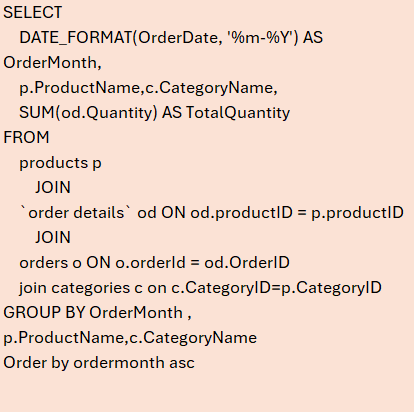 SELECT
DATE_FORMAT(OrderDate, '%m-%Y') AS
OrderMonth,
p.ProductName,c.CategoryName,
SUM(od.Quantity) AS TotalQuantity
FROM
products p
JOIN
`order details` od ON od.productID = p.productID
JOIN
orders o ON o.orderId = od.OrderID
join categories c on c.CategoryID=p.CategoryID
GROUP BY OrderMonth ,
p.ProductName,c.CategoryName
Order by ordermonth asc